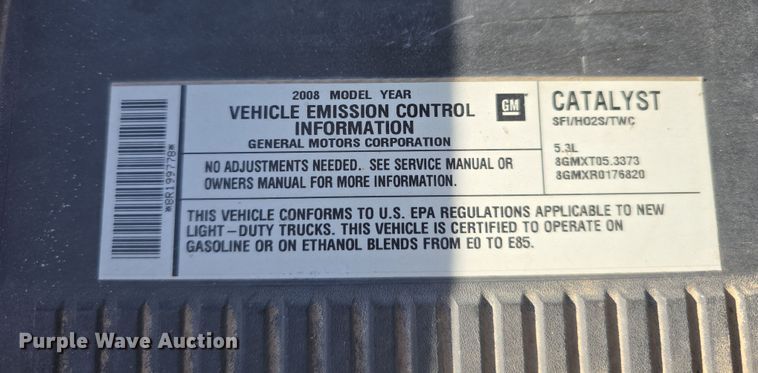 *8R199778*
2008 MODEL YEAR
VEHICLE EMISSION CONTROL
INFORMATION
GENERAL MOTORS CORPORATION
GM
CATALYST
SFI/HO2S/TWC
5.3L
8GMXT05.3373
8GMXR0176820
NO ADJUSTMENTS NEEDED. SEE SERVICE MANUAL OR
OWNERS MANUAL FOR MORE INFORMATION.
THIS VEHICLE CONFORMS TO U.S. EPA REGULATIONS APPLICABLE TO NEW
LIGHT-DUTY TRUCKS. THIS VEHICLE IS CERTIFIED TO OPERATE ON
GASOLINE OR ON ETHANOL BLENDS FROM E0 TO E85.
Purple Wave Auction